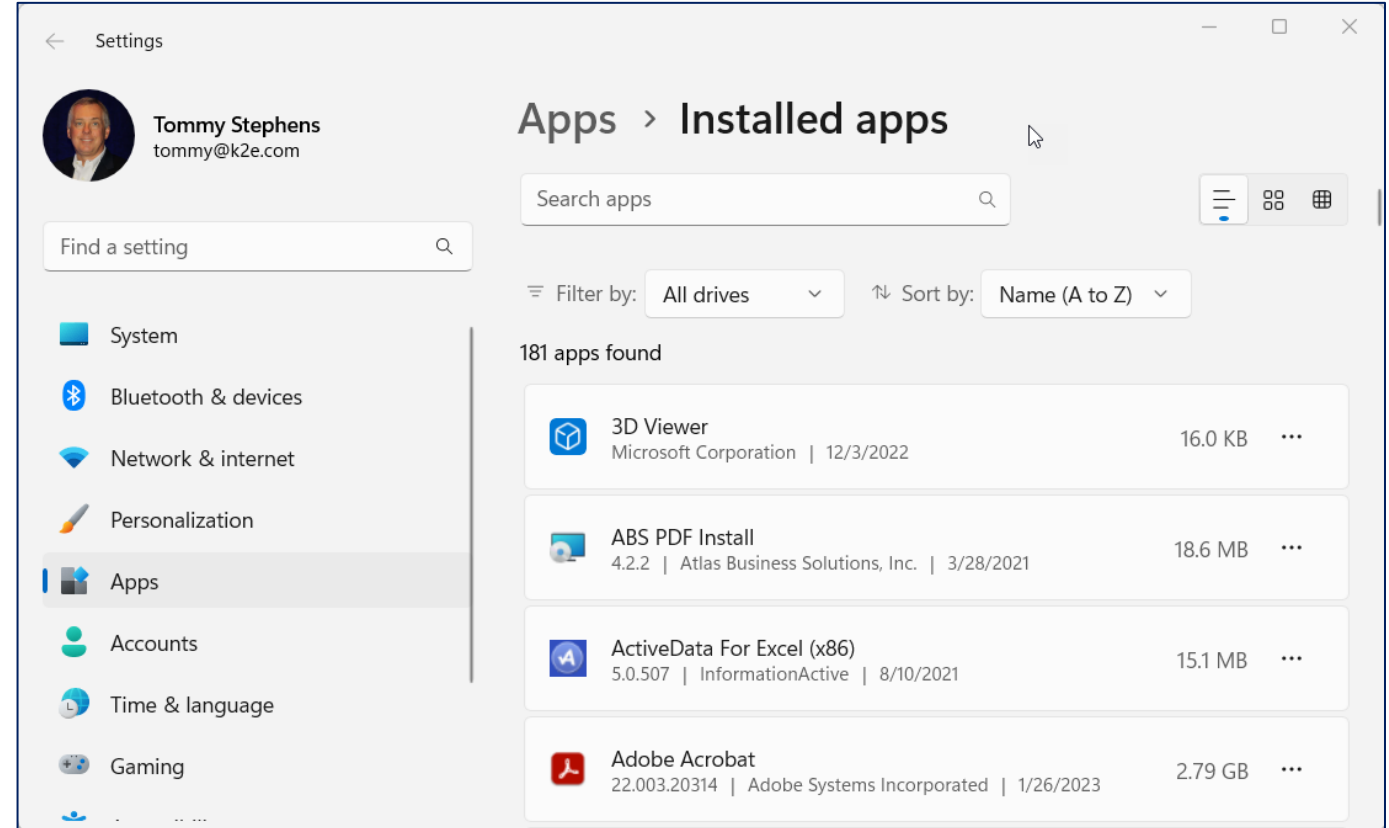 Settings
Tommy Stephens
tommy@k2e.com
Find a setting
System
Bluetooth & devices
Network & internet
Personalization
Apps
Accounts
Time & language
Gaming
Apps > Installed apps
Search apps
Filter by: All drives Sort by: Name (A to Z)
181 apps found
3D Viewer
Microsoft Corporation | 12/3/2022
16.0 KB
ABS PDF Install
4.2.2 | Atlas Business Solutions, Inc. | 3/28/2021
18.6 MB
ActiveData For Excel (x86)
5.0.507 | InformationActive | 8/10/2021
15.1 MB
Adobe Acrobat
22.003.20314 | Adobe Systems Incorporated | 1/26/2023
2.79 GB